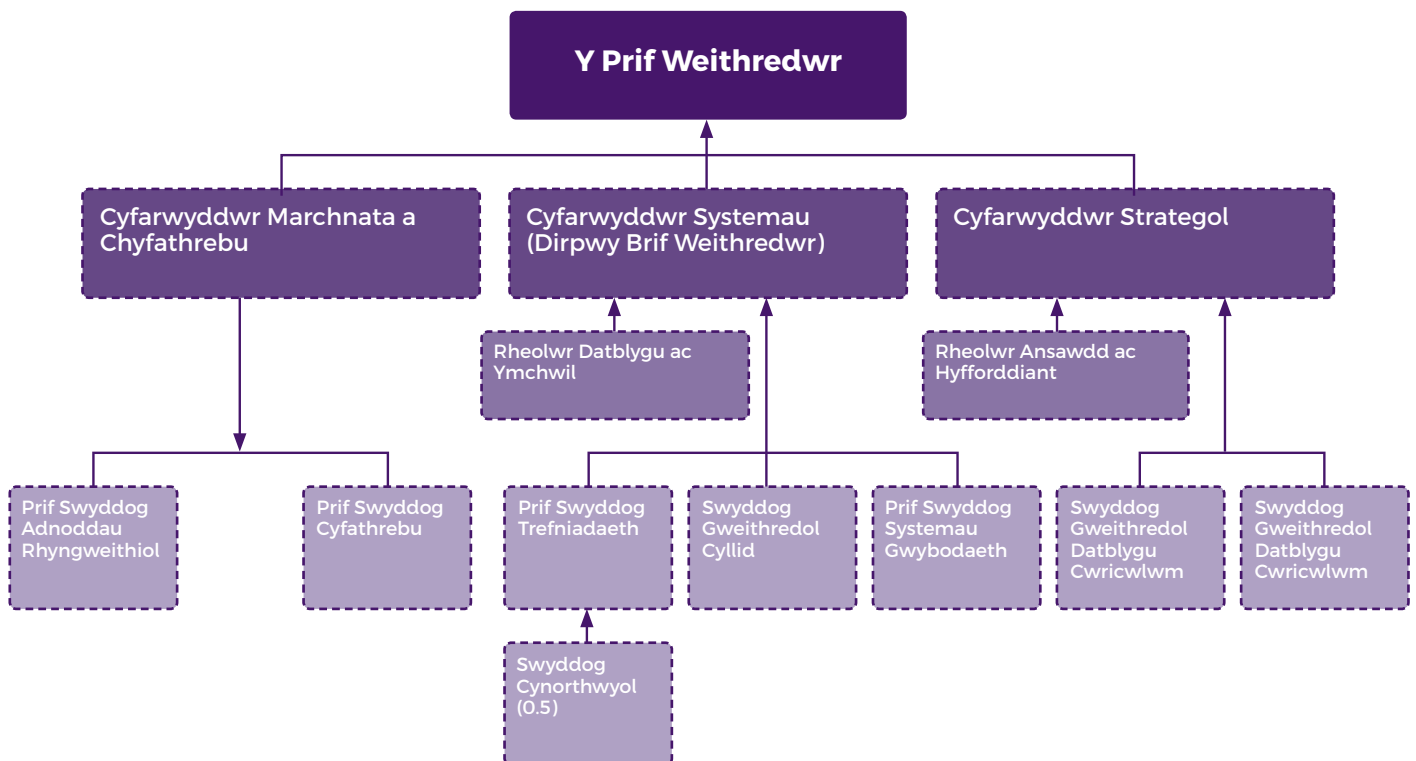 Y Prif Weithredwr
Cyfarwyddwr Marchnata a
Chyfathrebu
Cyfarwyddwr Systemau
(Dirpwy Brif Weithredwr)
Cyfarwyddwr Strategol
Rheolwr Datblygu ac
Ymchwil
Rheolwr Ansawdd ac
Hyfforddiant
Prif Swyddog
Adnoddau
Rhyngweithiol
Prif Swyddog
Cyfathrebu
Prif Swyddog
Trefniadaeth
Swyddog
Gweithredol
Cyllid
Prif Swyddog
Systemau
Gwybodaeth
Swyddog
Gweithredol
Datblygu
Cwricwlwm
Swyddog
Gweithredol
Datblygu
Cwricwlwm
Swyddog
Cynorthwyol
(0.5)